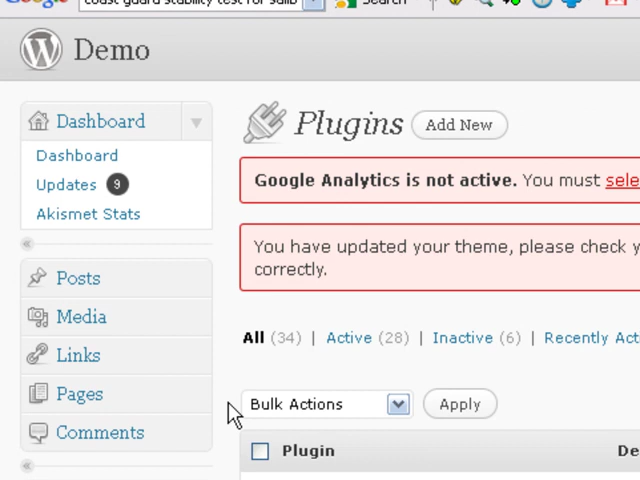 coast guard stability test for sailb
Search
Demo
Dashboard
Plugins
Add New
Dashboard
Updates 9
Akismet Stats
Google Analytics is not active. You must sele
You have updated your theme, please check y
correctly.
Posts
Media
Links
Pages
Comments
All (34) | Active (28) | Inactive (6) | Recently Acti
Bulk Actions
Apply
Plugin
De